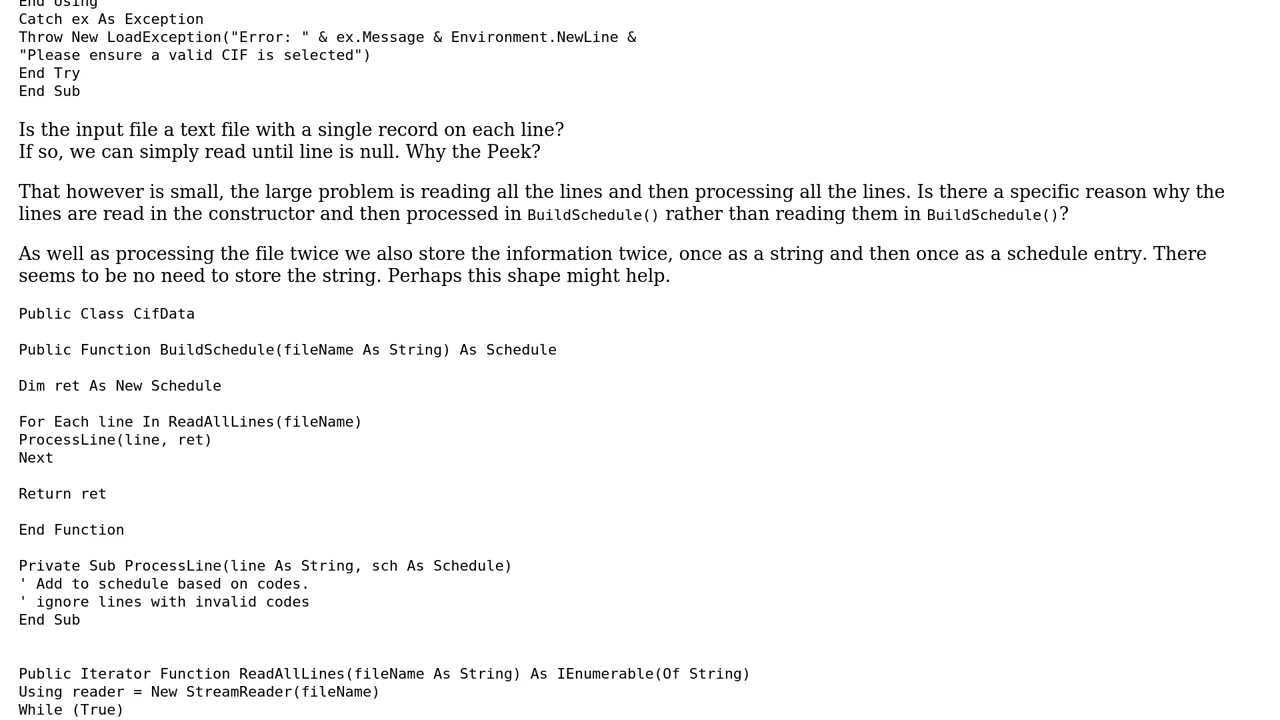 End Using
Catch ex As Exception
Throw New LoadException("Error: " & ex.Message & Environment.NewLine &
"Please ensure a valid CIF is selected")
End Try
End Sub
Is the input file a text file with a single record on each line?
If so, we can simply read until line is null. Why the Peek?
That however is small, the large problem is reading all the lines and then processing all the lines. Is there a specific reason why the
lines are read in the constructor and then processed in BuildSchedule() rather than reading them in BuildSchedule()?
As well as processing the file twice we also store the information twice, once as a string and then once as a schedule entry. There
seems to be no need to store the string. Perhaps this shape might help.
Public Class CifData
Public Function BuildSchedule(fileName As String) As Schedule
Dim ret As New Schedule
For Each line In ReadAllLines(fileName)
ProcessLine(line, ret)
Next
Return ret
End Function
Private Sub ProcessLine(line As String, sch As Schedule)
' Add to schedule based on codes.
' ignore lines with invalid codes
End Sub
Public Iterator Function ReadAllLines(fileName As String) As IEnumerable(Of String)
Using reader = New StreamReader(fileName)
While (True)